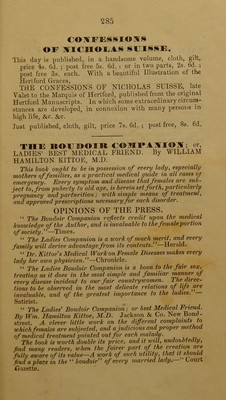 285
CONFESSIONS
OF NICHOLAS SUISSE.
This day is published, in a handsome volume, cloth, gilt,
price 4s. 6d. ; post free 5s. 6d. : or in two parts, 2s. 6d. ;
post free 3s. each. With a beautiful Illustration of the
Hertford Graces.
THE CONFESSIONS OF NICHOLAS SUISSE, late
Valet to the Marquis of Hertford, published from the original
Hertford Manuscripts. In which some extraordinary circum-
stances are developed, in connexion with many persons in
high life, &c. &c.
Just published, cloth, gilt, price 7s. 6d. ; post free, 8s. 6d.
THE BOUDOIR COMPANION; or,
LADIES' BEST MEDICAL FRIEND. By WILLIAM
HAMILTON KITTOE, M.D.
This book ought to be in possession of every lady, especially
mothers of families, as a practical medical guide in all cases of
emergency. Every symptom and disease that females are sub-
ject to, from puberty to old age, is herein set forth, particularly
pregnancy and parturition; with simple means of treatment,
and approved prescriptions necessary for each disorder.
OPINIONS OF THE PRESS.
" The Boudoir Companion reflects credit upon the medical
knowledge of the Author, and is invaluable to the female portion
of society."—Times.
" The Ladies Companion is a work of much merit, and every
family will derive advantage from its contents."—Herald.
" Dr. Kittoe's Medical Work on Female Diseases makes every
lady her own physician."—Chronicle.
" The Ladies Boudoir Companion is a boon to the fair sex,
treating as it does in the most simple and familiar manner of
every disease incident to our fair countrywomen. The cau-
tions to be observed in the most delicate relations of life are
invaluable, and of the greatest importance to the ladies."—
Stirist.
" The Ladies' Boudoir Companion ; or best Medical Friend.
By Wm. Hamilton Kittoe, M.D. Jackson & Co. New Bond-
street. A clever little work on the different complaints to
which females are subjected, and a judicious and proper method
of medical treatment pointed out for each malady.
The book is worth double its price, and it will, undoubtedly,
find many readers, when the fairer part of the creation are
fully aware of its value—A work of such utility, that it should
find a place in the " boudoir" of every married lady.—" Court
Gazette.